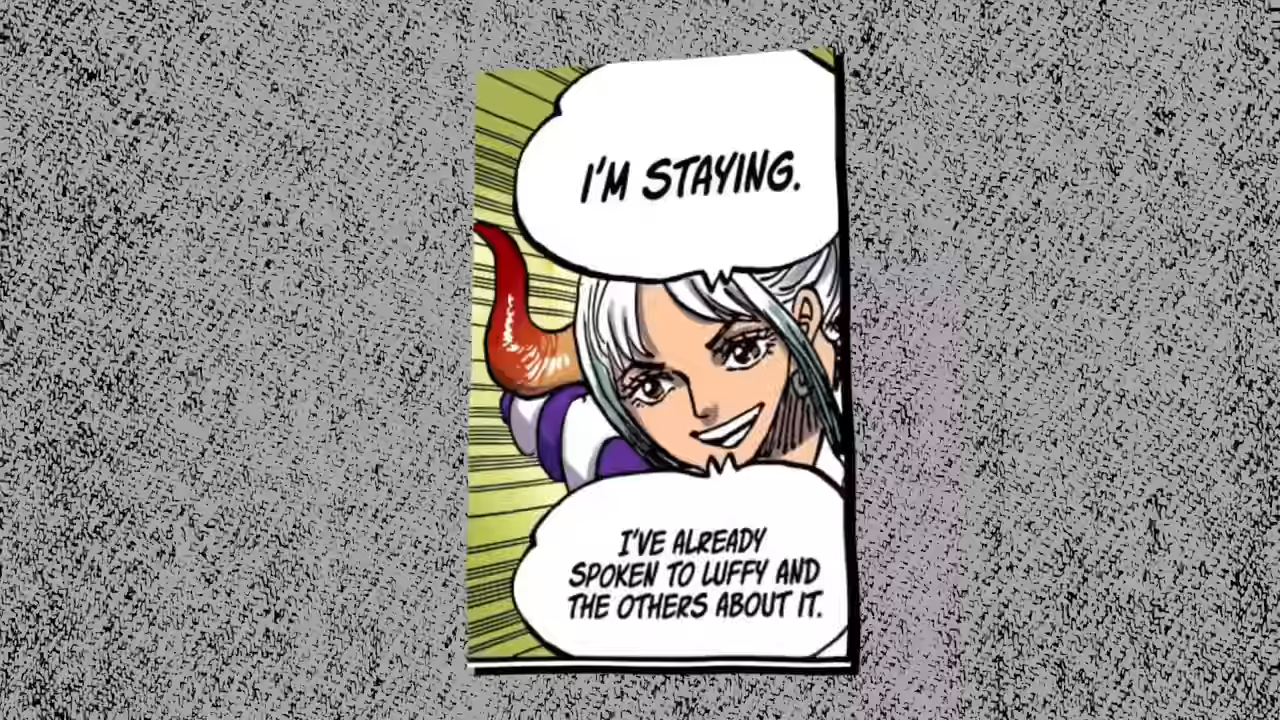 I'M STAYING.
I'VE ALREADY
SPOKEN TO LUFFY AND
THE OTHERS ABOUT IT.